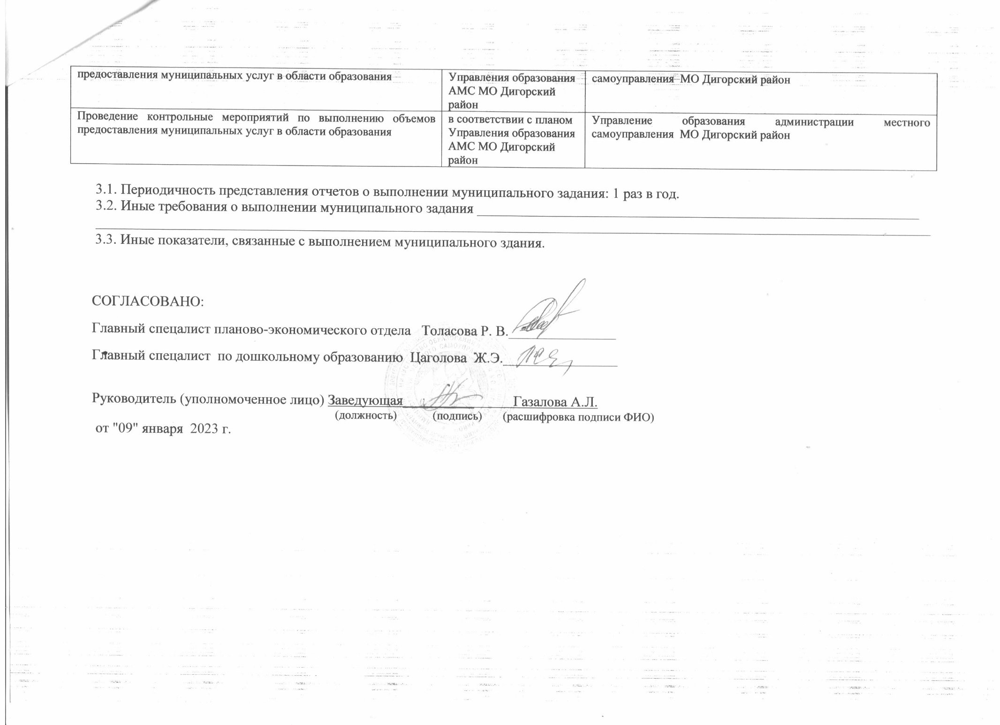 предоставления муниципальных услуг в области образования
Управления образования
АМС МО Дигорский
район
самоуправления МО Дигорский район
Проведение контрольные мероприятий по выполнению объемов
предоставления муниципальных услуг в области образования
в соответствии с планом
Управления образования
АМС МО Дигорский
район
Управление образования администрации местного
самоуправления МО Дигорский район
3.1. Периодичность представления отчетов о выполнении муниципального задания: 1 раз в год.
3.2. Иные требования о выполнении муниципального задания
3.3. Иные показатели, связанные с выполнением муниципального здания.
СОГЛАСОВАНО:
Главный спецалист планово-экономического отдела Толасова Р. В.
Главный спецалист по дошкольному образованию Цаголова Ж.Э.
Руководитель (уполномоченное лицо) Заведующая Газалова А.Л.
(должность) (подпись) (расшифровка подписи ФИО)
от "09" января 2023 г.